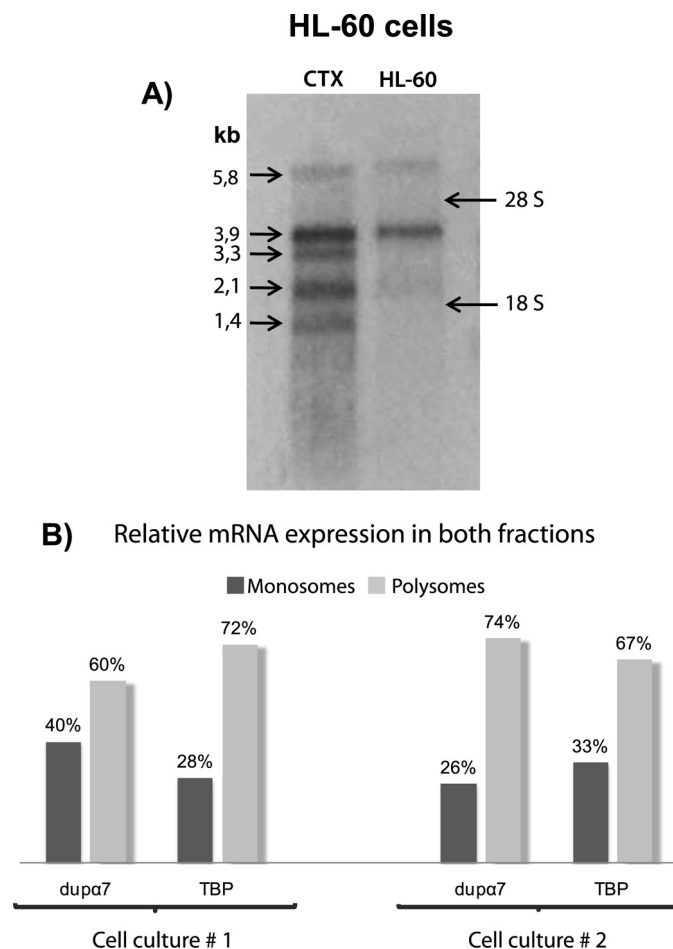 HL-60 cells
A)
CTX HL-60
kb
5,8
28 S
3,9
3,3
2,1
18 S
1,4
B) Relative mRNA expression in both fractions
Monosomes Polysomes
40% 60% 28% 72% 26% 74% 33% 67%
dupα7 TBP dupα7 TBP
Cell culture # 1 Cell culture # 2